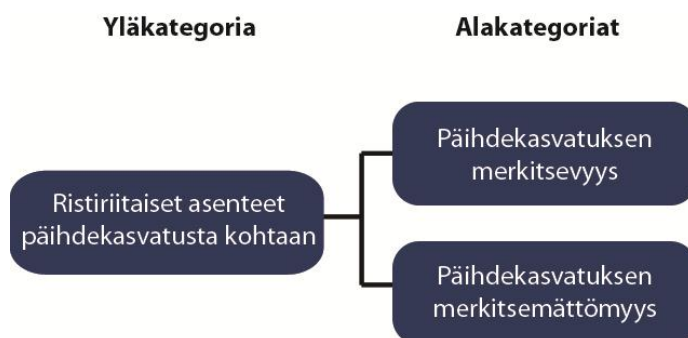 Yläkategoria
Alakategoriat
Ristiriitaiset asenteet
päihdekasvatusta kohtaan
Päihdekasvatuksen
merkitsevyys
Päihdekasvatuksen
merkitsemättömyys